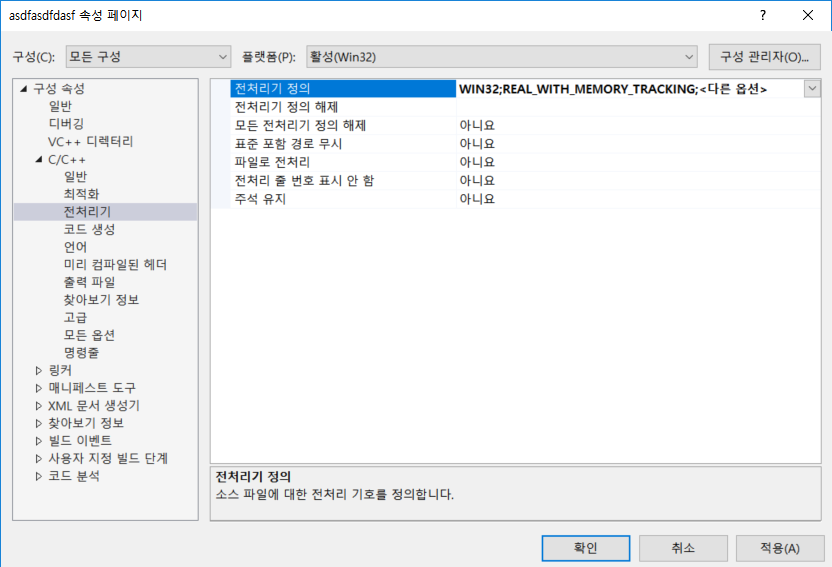 asdfasdfdasf 속성 페이지
구성(C): 모든 구성 플랫폼(P): 활성(Win32) 구성 관리자(O)...
구성 속성
일반
디버깅
VC++ 디렉터리
C/C++
일반
최적화
전처리기
코드 생성
언어
미리 컴파일된 헤더
출력 파일
찾아보기 정보
고급
모든 옵션
명령줄
링커
매니페스트 도구
XML 문서 생성기
찾아보기 정보
빌드 이벤트
사용자 지정 빌드 단계
코드 분석
전처리기 정의 WIN32;REAL_WITH_MEMORY_TRACKING;<다른 옵션>
전처리기 정의 해제
모든 전처리기 정의 해제 아니요
표준 포함 경로 무시 아니요
파일로 전처리 아니요
전처리 줄 번호 표시 안 함 아니요
주석 유지 아니요
전처리기 정의
소스 파일에 대한 전처리 기호를 정의합니다.
확인 취소 적용(A)